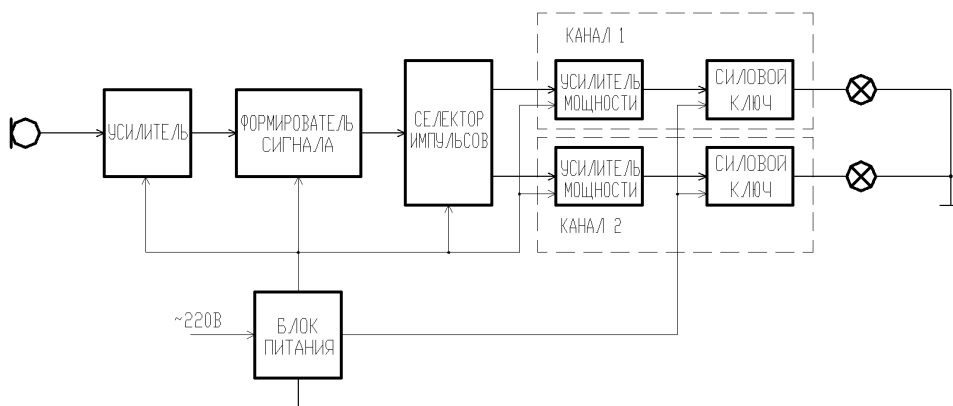 КАНАЛ 1
УСИЛИТЕЛЬ
МОЩНОСТИ
СИЛОВОЙ
КЛЮЧ
УСИЛИТЕЛЬ
ФОРМИРОВАТЕЛЬ
СИГНАЛА
СЕЛЕКТОР
ИМПУЛЬСОВ
УСИЛИТЕЛЬ
МОЩНОСТИ
СИЛОВОЙ
КЛЮЧ
КАНАЛ 2
~220В
БЛОК
ПИТАНИЯ